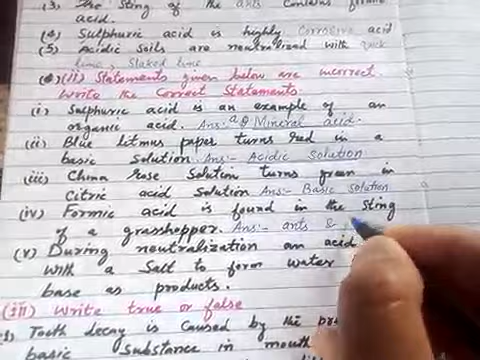 (3) The sting of the ants contains formic
acid.
(4) Sulphuric acid is highly Corrosive acid
(5) Acidic Soils are neutralized with quick
lime, Slaked lime
(ii) Statements given below are incorrect.
Write the Correct Statements
(i) Sulphuric acid is an example of an
organic acid. Ans:- Mineral acid.
(ii) Blue litmus paper turns Red in a
basic Solution. Ans:- Acidic solution
(iii) China Rose Solution turns green in
Citric acid Solution Ans:- Basic solution
(iv) Formic acid is found in the Sting
of a grasshopper. Ans:- ants &
(v) During neutralization an acid
with a Salt to form water
base as products.
(iii) Write true or false
Tooth decay is Caused by the
basic Substance in mouth